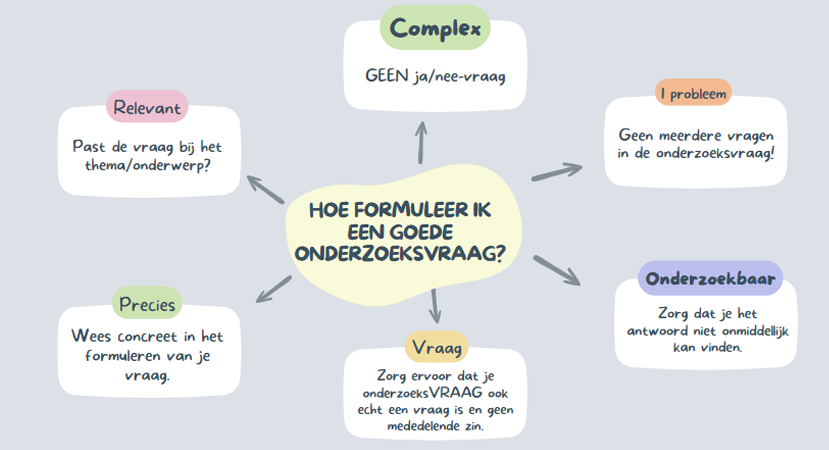 Complex
GEEN ja/nee-vraag
Relevant
Past de vraag bij het
thema/onderwerp?
1 probleem
Geen meerdere vragen
in de onderzoeksvraag!
HOE FORMULEER IK
EEN GOEDE
ONDERZOEKSVRAAG?
Precies
Wees concreet in het
formuleren van je
vraag.
Vraag
Zorg ervoor dat je
onderzoeksVRAAG ook
echt een vraag is en geen
mededelende zin.
Onderzoekbaar
Zorg dat je het
antwoord niet onmiddellijk
kan vinden.